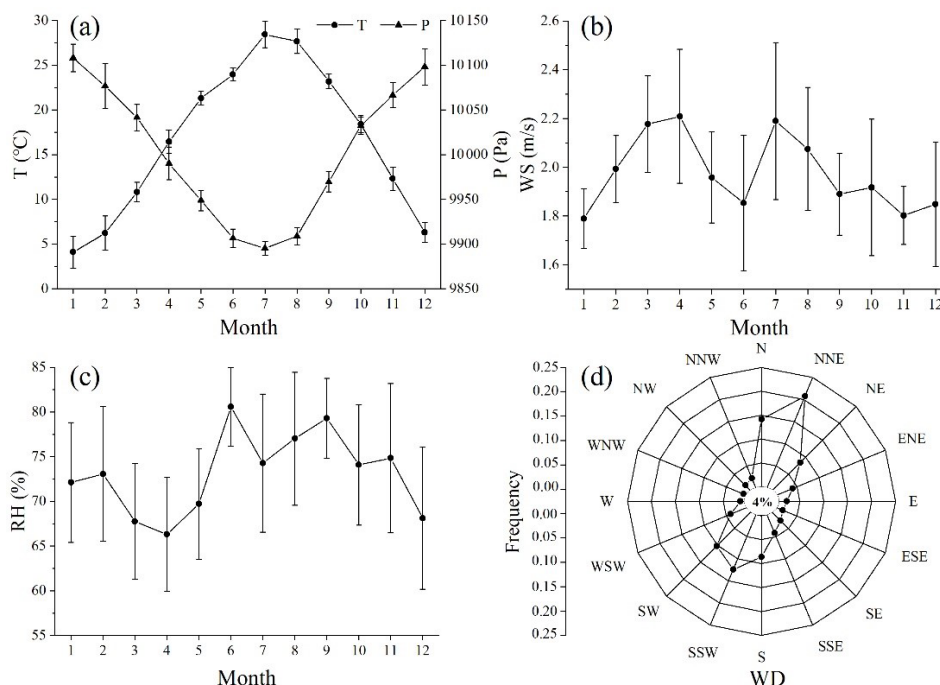 (a)
T P
30
25
20
15
10
5
0
T (°C)
10150
10100
10050
10000
9950
9900
9850
P (Pa)
1 2 3 4 5 6 7 8 9 10 11 12
Month
(b)
2.6
2.4
2.2
2.0
1.8
1.6
WS (m/s)
1 2 3 4 5 6 7 8 9 10 11 12
Month
(c)
85
80
75
70
65
60
55
RH (%)
1 2 3 4 5 6 7 8 9 10 11 12
Month
(d)
0.25
0.20
0.15
0.10
0.05
0.00
0.00
0.05
0.10
0.15
0.20
0.25
Frequency
N
NNE
NE
ENE
E
ESE
SE
SSE
S
SSW
SW
WSW
W
WNW
NW
NNW
4%
WD